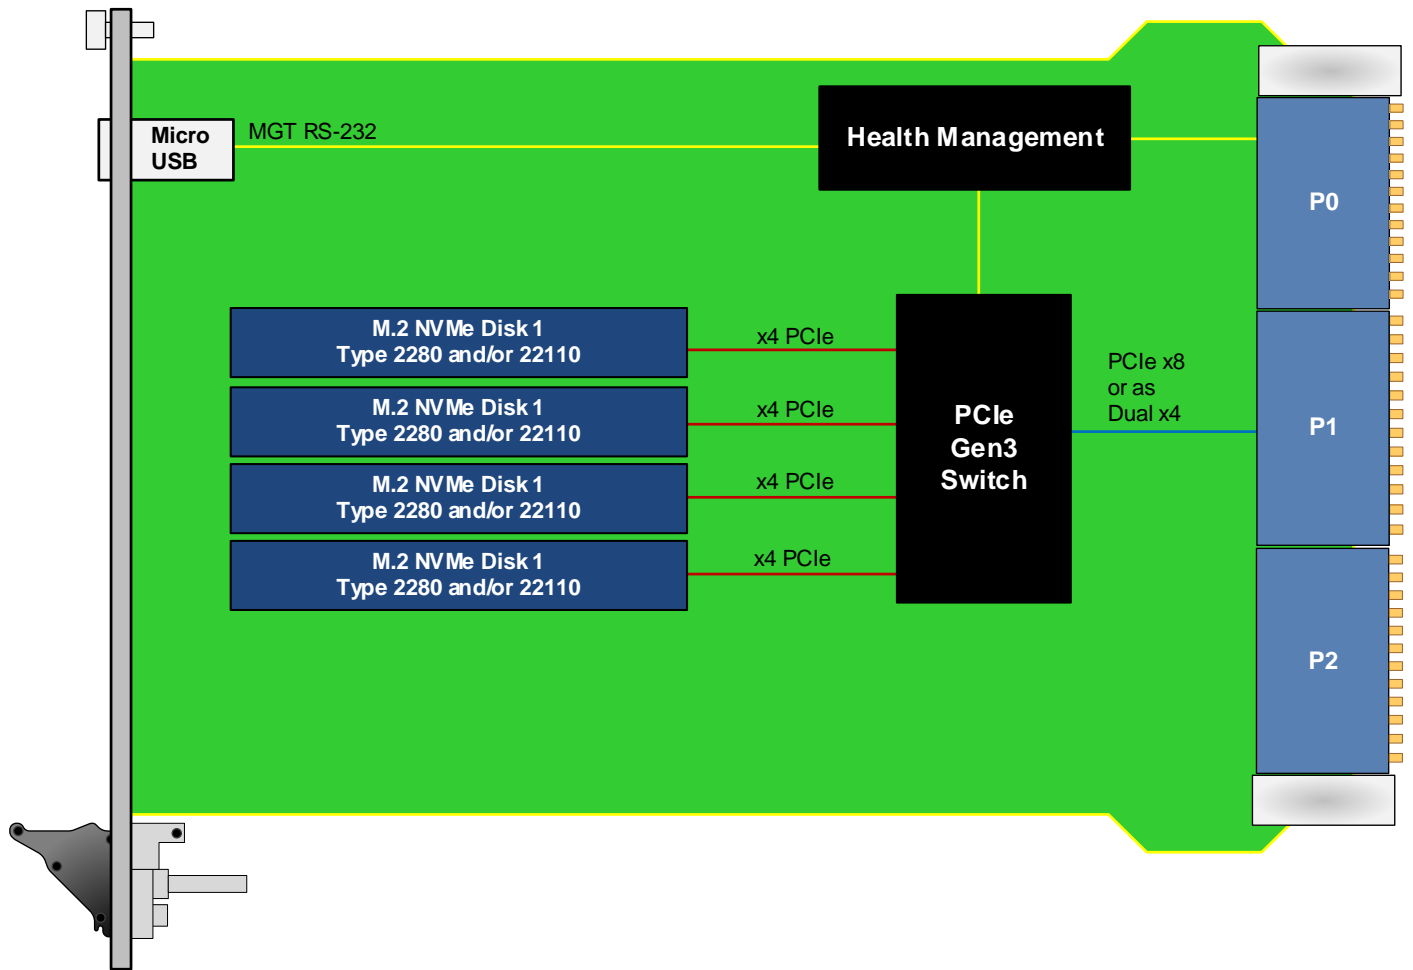 Micro
USB
MGT RS-232
Health Management
P0
M.2 NVMe Disk 1
Type 2280 and/or 22110
x4 PCIe
M.2 NVMe Disk 1
Type 2280 and/or 22110
x4 PCIe
M.2 NVMe Disk 1
Type 2280 and/or 22110
x4 PCIe
M.2 NVMe Disk 1
Type 2280 and/or 22110
x4 PCIe
PCIe
Gen3
Switch
PCIe x8
or as
Dual x4
P1
P2